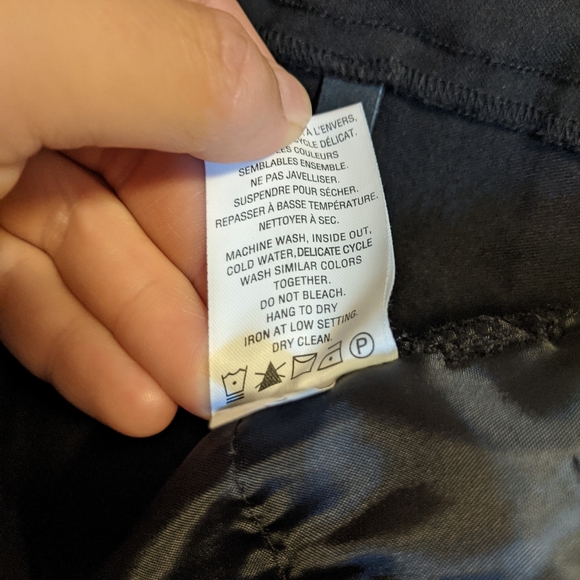 À L'ENVERS,
CYCLE DÉLICAT.
LES COULEURS
SEMBLABLES ENSEMBLE.
NE PAS JAVELLISER.
SUSPENDRE POUR SÉCHER.
REPASSER À BASSE TEMPÉRATURE.
NETTOYER À SEC.
MACHINE WASH, INSIDE OUT,
COLD WATER, DELICATE CYCLE
WASH SIMILAR COLORS
TOGETHER.
DO NOT BLEACH.
HANG TO DRY
IRON AT LOW SETTING.
DRY CLEAN.
P